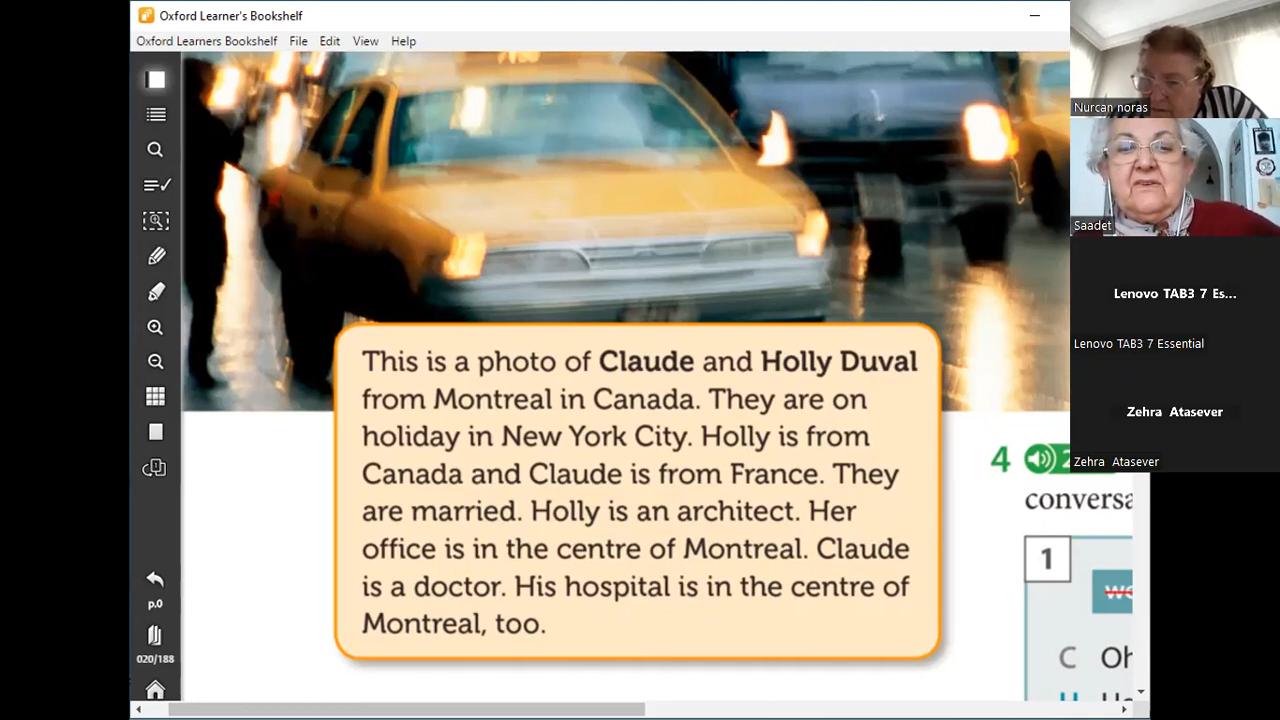 Oxford Learner's Bookshelf
Oxford Learners Bookshelf File Edit View Help
This is a photo of Claude and Holly Duval
from Montreal in Canada. They are on
holiday in New York City. Holly is from
Canada and Claude is from France. They
are married. Holly is an architect. Her
office is in the centre of Montreal. Claude
is a doctor. His hospital is in the centre of
Montreal, too.
4
conversa
1
C Oh
p.0
020/188
Nurcan noras
Saadet
Lenovo TAB3 7 Es...
Lenovo TAB3 7 Essential
Zehra Atasever
Zehra Atasever